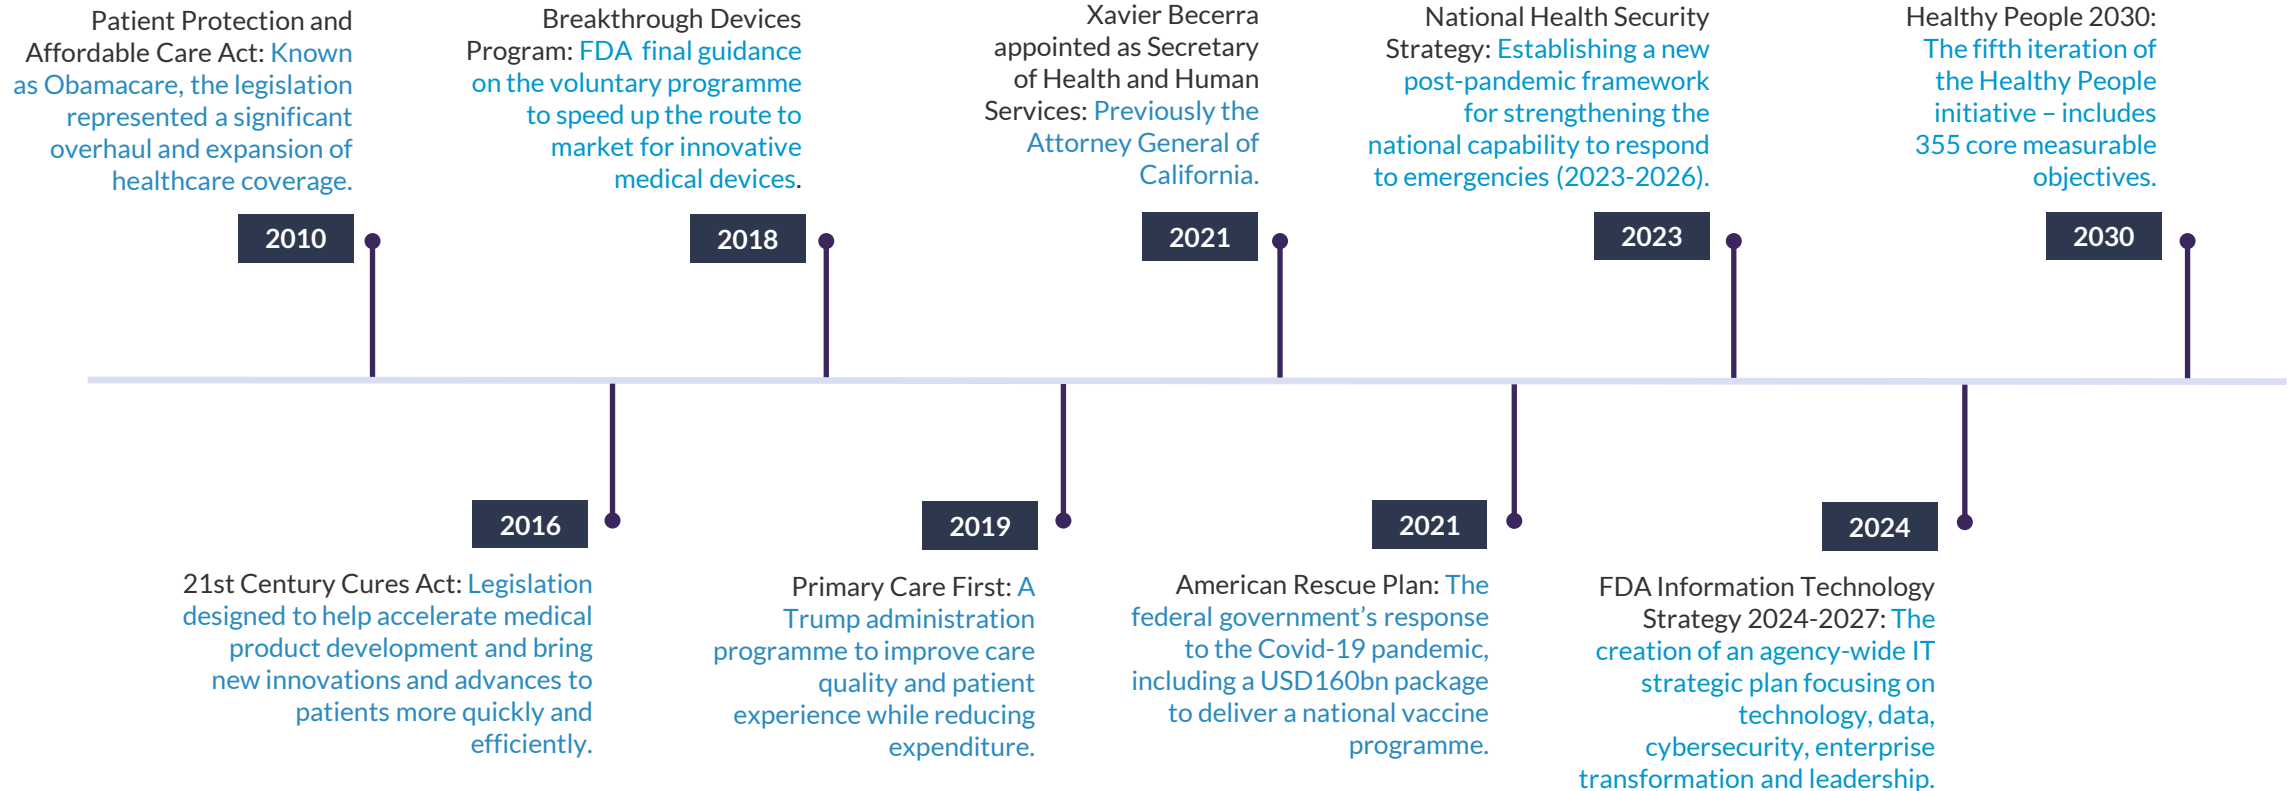 Patient Protection and
Affordable Care Act: Known
as Obamacare, the legislation
represented a significant
overhaul and expansion of
healthcare coverage.
2010
Breakthrough Devices
Program: FDA final guidance
on the voluntary programme
to speed up the route to
market for innovative
medical devices.
2018
Xavier Becerra
appointed as Secretary
of Health and Human
Services: Previously the
Attorney General of
California.
2021
National Health Security
Strategy: Establishing a new
post-pandemic framework
for strengthening the
national capability to respond
to emergencies (2023-2026).
2023
Healthy People 2030:
The fifth iteration of
the Healthy People
initiative – includes
355 core measurable
objectives.
2030
2016
21st Century Cures Act: Legislation
designed to help accelerate medical
product development and bring
new innovations and advances to
patients more quickly and
efficiently.
2019
Primary Care First: A
Trump administration
programme to improve care
quality and patient
experience while reducing
expenditure.
2021
American Rescue Plan: The
federal government’s response
to the Covid-19 pandemic,
including a USD160bn package
to deliver a national vaccine
programme.
2024
FDA Information Technology
Strategy 2024-2027: The
creation of an agency-wide IT
strategic plan focusing on
technology, data,
cybersecurity, enterprise
transformation and leadership.